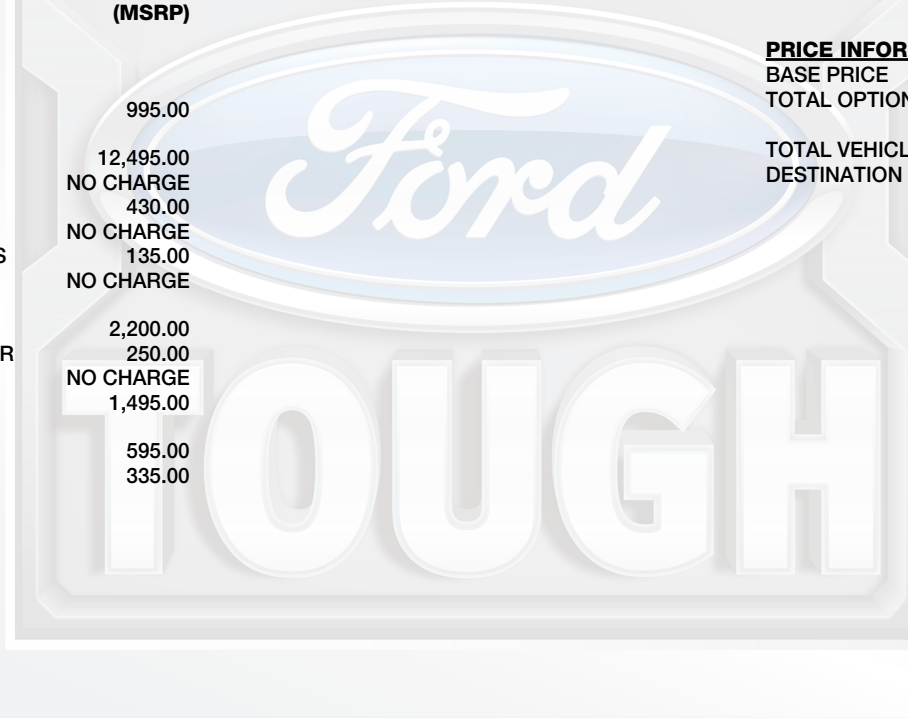 (MSRP)
995.00
12,495.00
NO CHARGE
430.00
NO CHARGE
S 135.00
NO CHARGE
2,200.00
R 250.00
NO CHARGE
1,495.00
595.00
335.00
PRICE INFOR
BASE PRICE
TOTAL OPTION
TOTAL VEHICL
DESTINATION
Ford
TOUGH